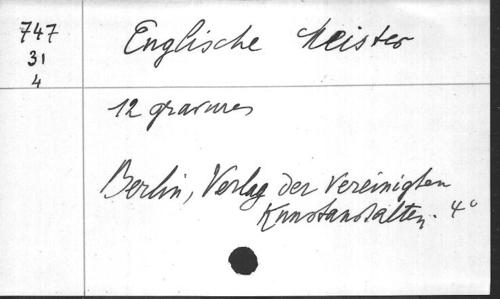 747
31
4
Englische Meister
12 gravures
Berlin, Verlag der Vereinigten
Kunstanstalten. 4°